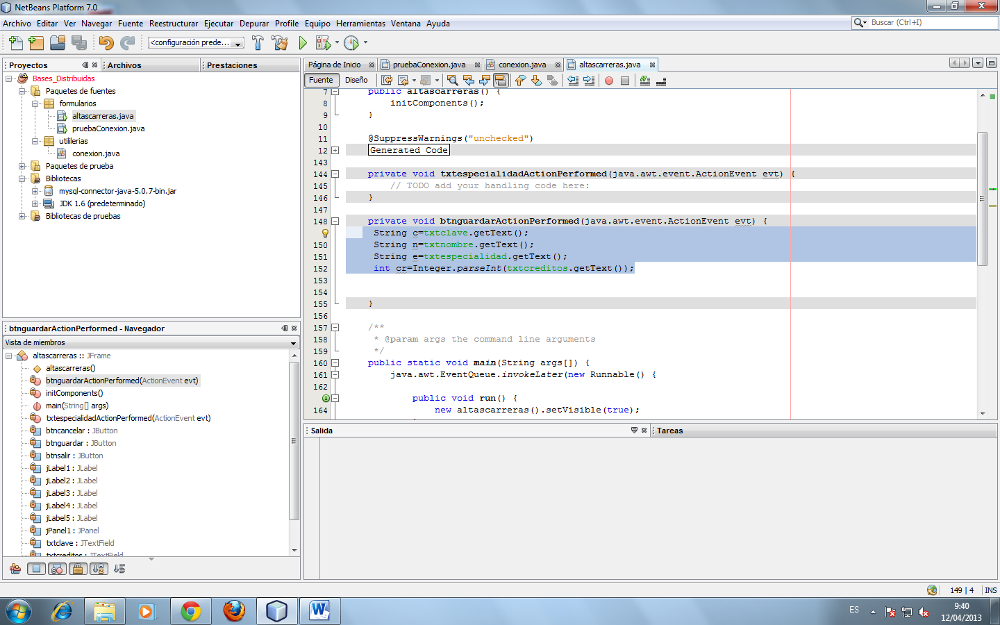 NetBeans Platform 7.0
Archivo Editar Ver Navegar Fuente Reestructurar Ejecutar Depurar Profile Equipo Herramientas Ventana Ayuda
Buscar (Ctrl+I)
<configuración prede...
Proyectos
Archivos
Prestaciones
Bases_Distribuidas
Paquetes de fuentes
formularios
altascarreras.java
pruebaConexion.java
utililerias
conexion.java
Paquetes de prueba
Bibliotecas
mysql-connector-java-5.0.7-bin.jar
JDK 1.6 (predeterminado)
Bibliotecas de pruebas
btnguardarActionPerformed - Navegador
Vista de miembros
altascarreras :: JFrame
altascarreras()
btnguardarActionPerformed(ActionEvent evt)
initComponents()
main(String[] args)
txtespecialidadActionPerformed(ActionEvent evt)
btncancelar : JButton
btnguardar : JButton
btnsalir : JButton
jLabel1 : JLabel
jLabel2 : JLabel
jLabel3 : JLabel
jLabel4 : JLabel
jLabel5 : JLabel
jPanel1 : JPanel
txtclave : JTextField
txtcreditos : JTextField
Página de Inicio
pruebaConexion.java
conexion.java
altascarreras.java
Fuente Diseño
7 public altascarreras() {
8 initComponents();
9 }
10
11 @SuppressWarnings("unchecked")
12 Generated Code
143
144 private void txtespecialidadActionPerformed(java.awt.event.ActionEvent evt) {
145 // TODO add your handling code here:
146 }
147
148 private void btnguardarActionPerformed(java.awt.event.ActionEvent evt) {
String c=txtclave.getText();
150 String n=txtnombre.getText();
151 String e=txtespecialidad.getText();
152 int cr=Integer.parseInt(txtcreditos.getText());
153
154
155 }
156
157 /**
158 * @param args the command line arguments
159 */
160 public static void main(String args[]) {
161 java.awt.EventQueue.invokeLater(new Runnable() {
162
public void run() {
164 new altascarreras().setVisible(true);
Salida
Tareas
149 | 4 INS
ES
9:40
12/04/2013